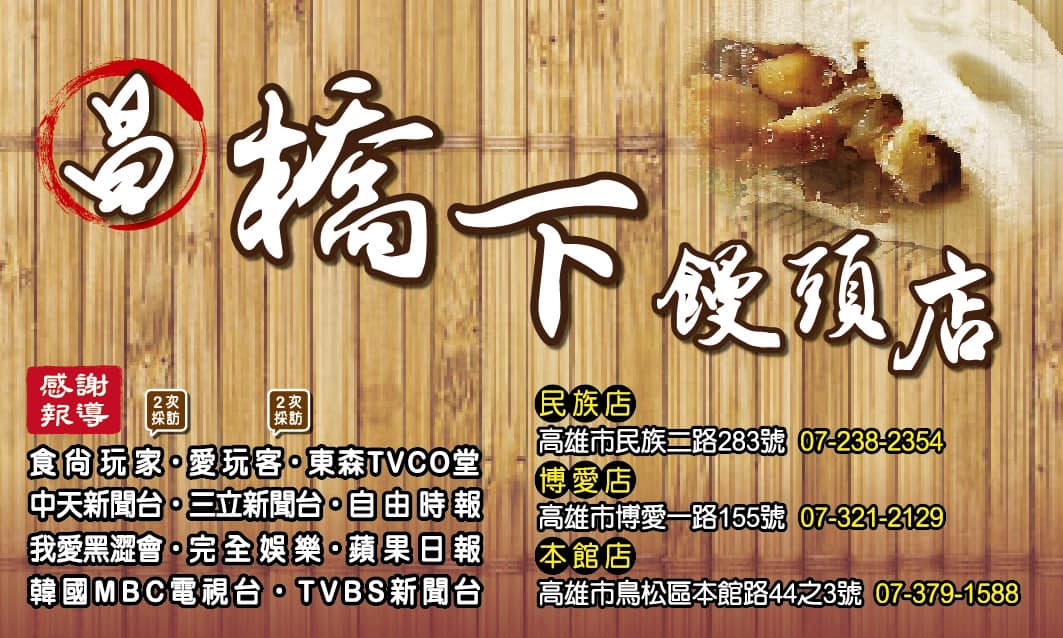 昌 橋下饅頭店
感謝
報導
2次
採訪
2次
採訪
食尚玩家・愛玩客・東森TVCO堂
中天新聞台・三立新聞台・自由時報
我愛黑澀會・完全娛樂・蘋果日報
韓國MBC電視台・TVBS新聞台
民族店
高雄市民族二路283號 07-238-2354
博愛店
高雄市博愛一路155號 07-321-2129
本館店
高雄市鳥松區本館路44之3號 07-379-1588